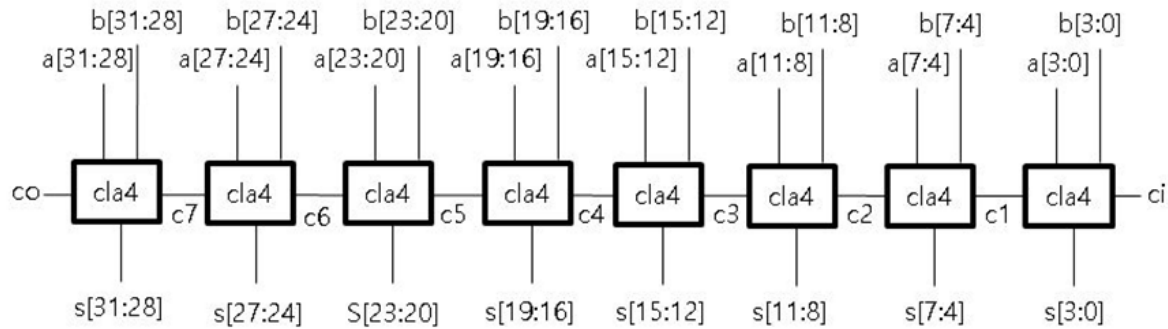 b[31:28] b[27:24] b[23:20] b[19:16] b[15:12] b[11:8] b[7:4] b[3:0]
a[31:28] a[27:24] a[23:20] a[19:16] a[15:12] a[11:8] a[7:4] a[3:0]
co cla4 cla4 cla4 cla4 cla4 cla4 cla4 cla4 ci
c7 c6 c5 c4 c3 c2 c1
s[31:28] s[27:24] S[23:20] s[19:16] s[15:12] s[11:8] s[7:4] s[3:0]